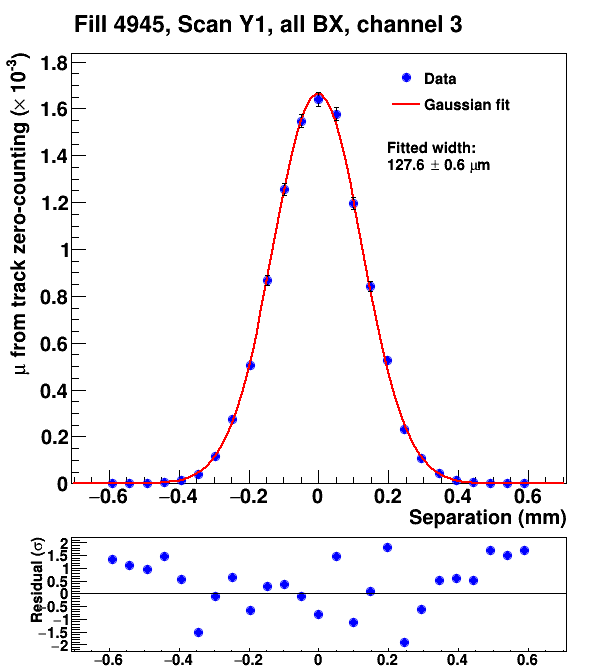 Fill 4945, Scan Y1, all BX, channel 3
μ from track zero-counting (× 10⁻³)
1.8
1.6
1.4
1.2
1
0.8
0.6
0.4
0.2
0
Data
Gaussian fit
Fitted width:
127.6 ± 0.6 μm
−0.6 −0.4 −0.2 0 0.2 0.4 0.6
Separation (mm)
Residual (σ)
2
1.5
1
0.5
0
−0.5
−1
−1.5
−2
−0.6 −0.4 −0.2 0 0.2 0.4 0.6